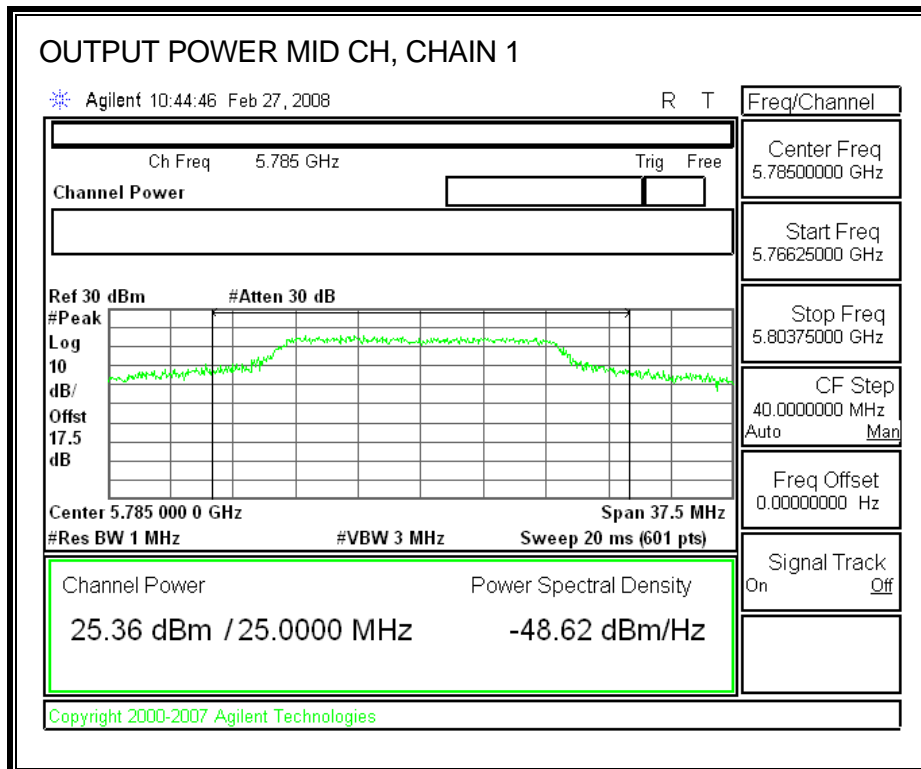 OUTPUT POWER MID CH, CHAIN 1
Agilent 10:44:46 Feb 27, 2008 R T
Freq/Channel
Ch Freq 5.785 GHz Trig Free
Channel Power
Center Freq
5.78500000 GHz
Start Freq
5.76625000 GHz
Ref 30 dBm #Atten 30 dB
#Peak
Log
10
dB/
Offst
17.5
dB
Stop Freq
5.80375000 GHz
CF Step
40.0000000 MHz
Auto Man
Freq Offset
0.00000000 Hz
Center 5.785 000 0 GHz Span 37.5 MHz
#Res BW 1 MHz #VBW 3 MHz Sweep 20 ms (601 pts)
Signal Track
On Off
Channel Power Power Spectral Density
25.36 dBm / 25.0000 MHz -48.62 dBm/Hz
Copyright 2000-2007 Agilent Technologies